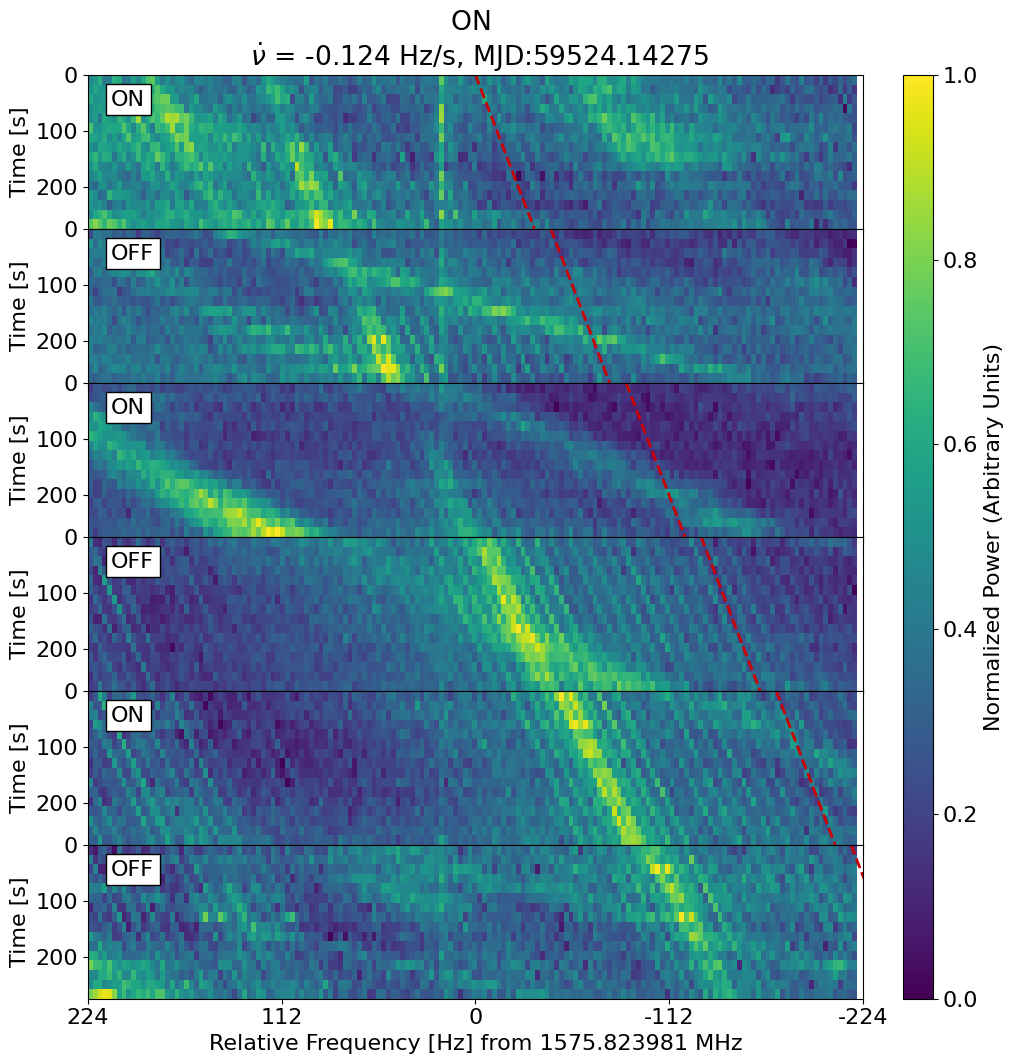 ON
ν̇ = -0.124 Hz/s, MJD:59524.14275
0
ON
100
200
Time [s]
0
OFF
100
200
Time [s]
0
ON
100
200
Time [s]
0
OFF
100
200
Time [s]
0
ON
100
200
Time [s]
0
OFF
100
200
Time [s]
224 112 0 -112 -224
Relative Frequency [Hz] from 1575.823981 MHz
1.0
0.8
0.6
0.4
0.2
0.0
Normalized Power (Arbitrary Units)